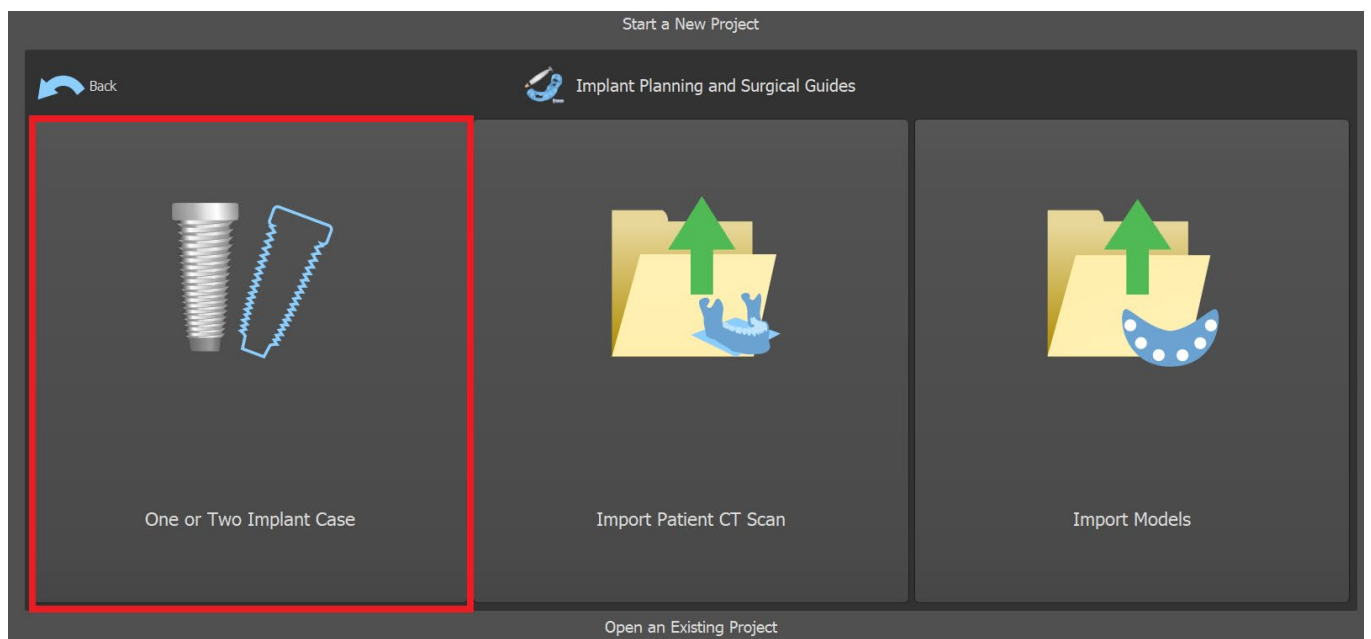 Start a New Project
Back
Implant Planning and Surgical Guides
One or Two Implant Case
Import Patient CT Scan
Import Models
Open an Existing Project